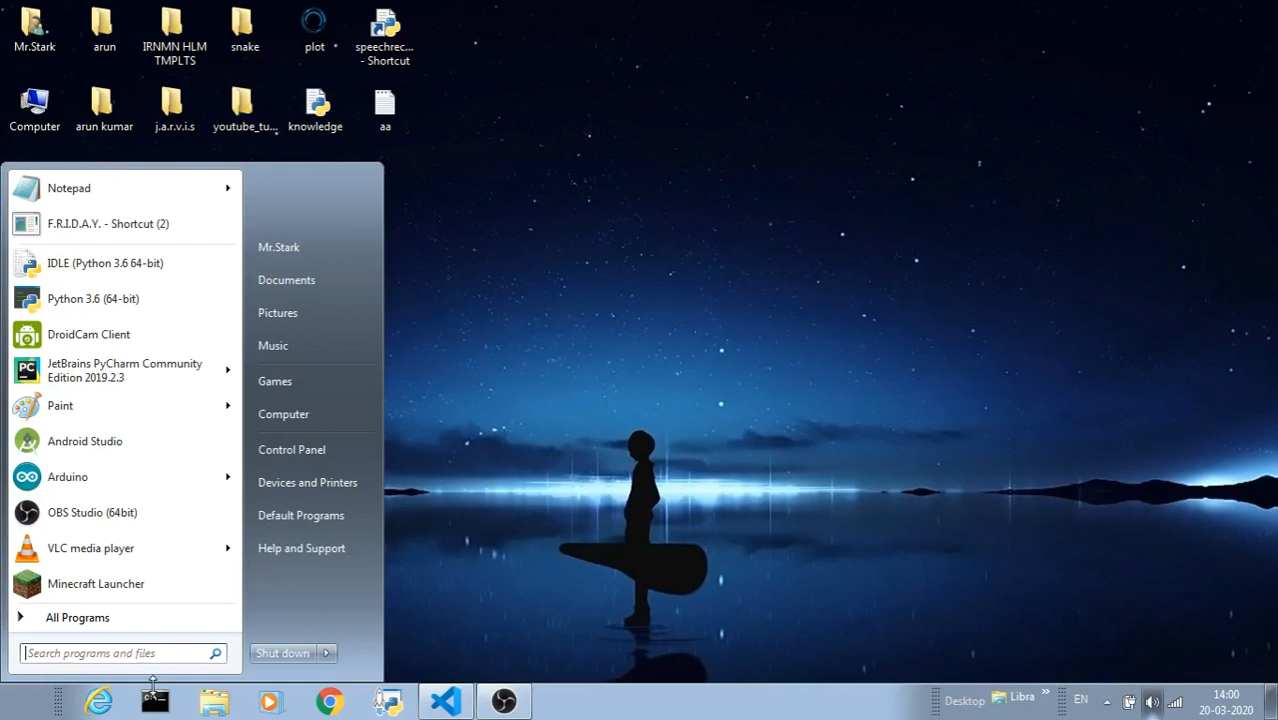 Mr.Stark
arun
IRNMN HLM
TMPLTS
snake
plot
speechrec...
- Shortcut
Computer
arun kumar
j.a.r.v.i.s
youtube_tu...
knowledge
aa
Notepad
F.R.I.D.A.Y. - Shortcut (2)
IDLE (Python 3.6 64-bit)
Python 3.6 (64-bit)
DroidCam Client
JetBrains PyCharm Community
Edition 2019.2.3
Paint
Android Studio
Arduino
OBS Studio (64bit)
VLC media player
Minecraft Launcher
All Programs
Search programs and files
Mr.Stark
Documents
Pictures
Music
Games
Computer
Control Panel
Devices and Printers
Default Programs
Help and Support
Shut down
Desktop
Libra
EN
14:00
20-03-2020